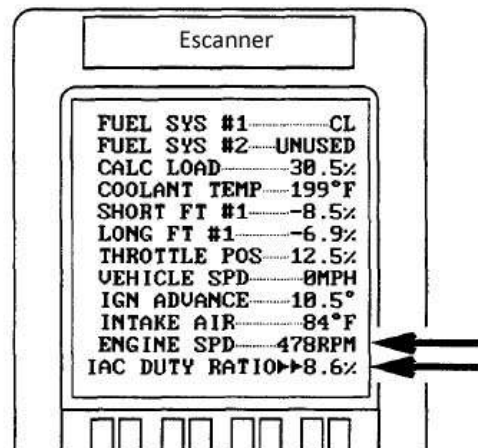 Escanner
FUEL SYS #1 CL
FUEL SYS #2 UNUSED
CALC LOAD 30.5%
COOLANT TEMP 199°F
SHORT FT #1 -8.5%
LONG FT #1 -6.9%
THROTTLE POS 12.5%
VEHICLE SPD 0MPH
IGN ADVANCE 10.5°
INTAKE AIR 84°F
ENGINE SPD 478RPM
IAC DUTY RATIO▸▸8.6%